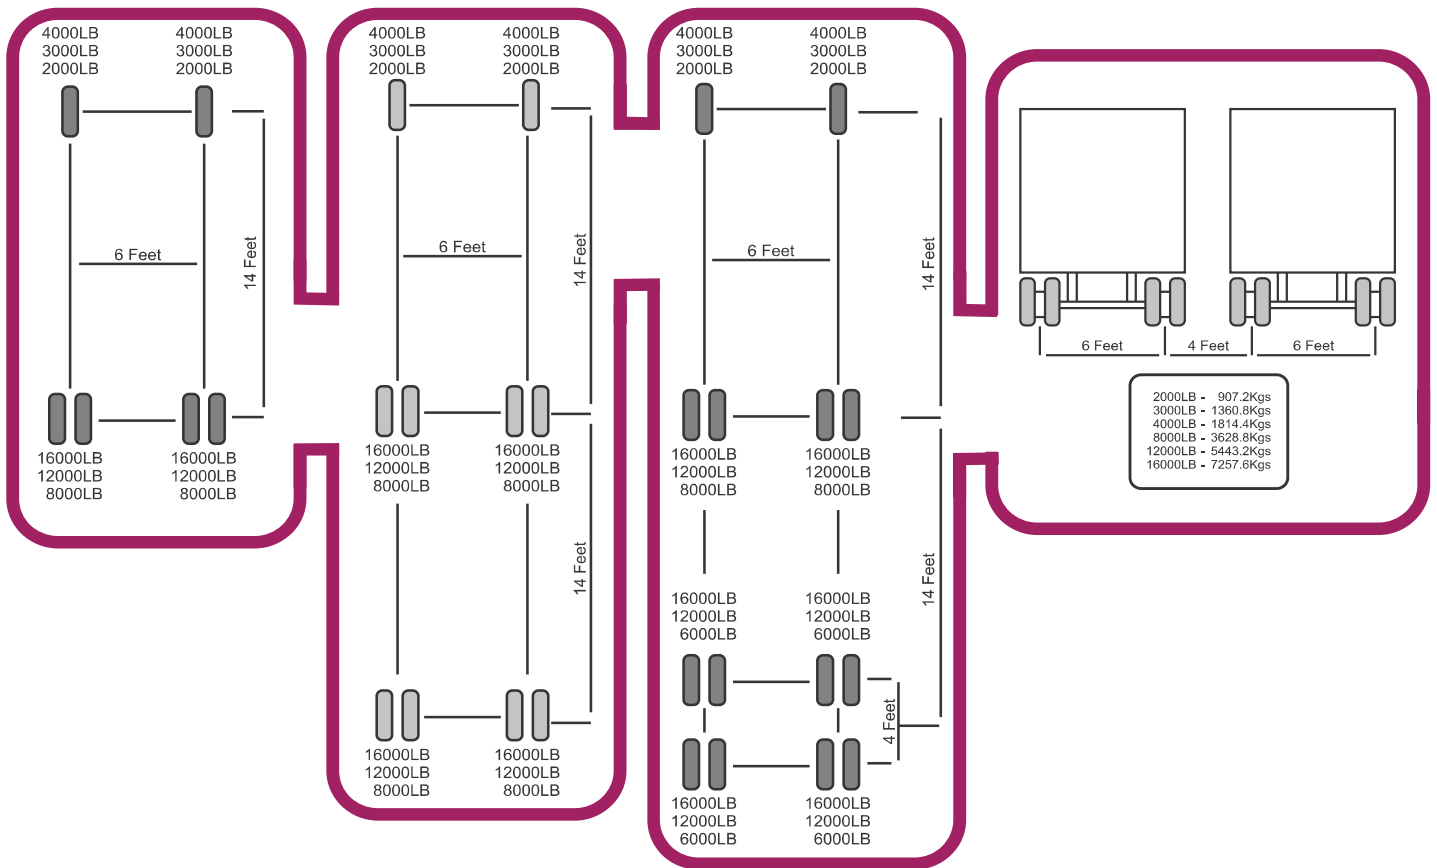 4000LB
3000LB
2000LB
4000LB
3000LB
2000LB
6 Feet
14 Feet
16000LB
12000LB
8000LB
16000LB
12000LB
8000LB
4000LB
3000LB
2000LB
4000LB
3000LB
2000LB
6 Feet
14 Feet
16000LB
12000LB
8000LB
16000LB
12000LB
8000LB
14 Feet
16000LB
12000LB
8000LB
16000LB
12000LB
8000LB
4000LB
3000LB
2000LB
4000LB
3000LB
2000LB
6 Feet
14 Feet
16000LB
12000LB
8000LB
16000LB
12000LB
8000LB
14 Feet
16000LB
12000LB
6000LB
16000LB
12000LB
6000LB
4 Feet
16000LB
12000LB
6000LB
16000LB
12000LB
6000LB
6 Feet
4 Feet
6 Feet
2000LB - 907.2Kgs
3000LB - 1360.8Kgs
4000LB - 1814.4Kgs
8000LB - 3628.8Kgs
12000LB - 5443.2Kgs
16000LB - 7257.6Kgs